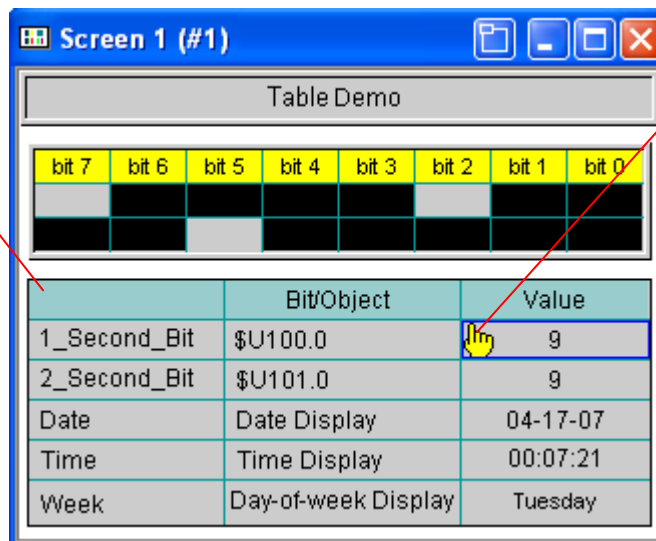 Screen 1 (#1)
Table Demo
bit 7 bit 6 bit 5 bit 4 bit 3 bit 2 bit 1 bit 0
Bit/Object Value
1_Second_Bit $U100.0 9
2_Second_Bit $U101.0 9
Date Date Display 04-17-07
Time Time Display 00:07:21
Week Day-of-week Display Tuesday